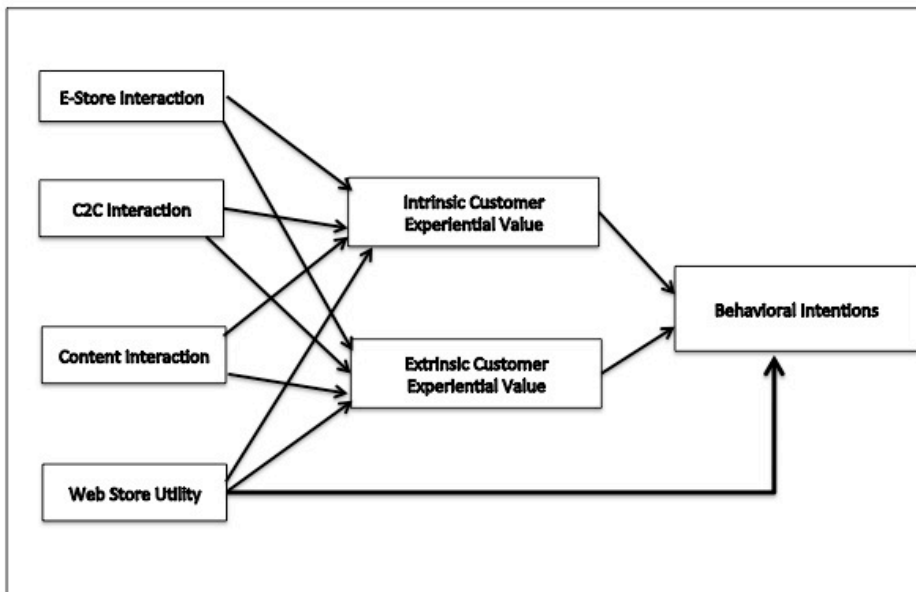 E-Store Interaction
C2C Interaction
Content Interaction
Web Store Utility
Intrinsic Customer
Experiential Value
Extrinsic Customer
Experiential Value
Behavioral Intentions